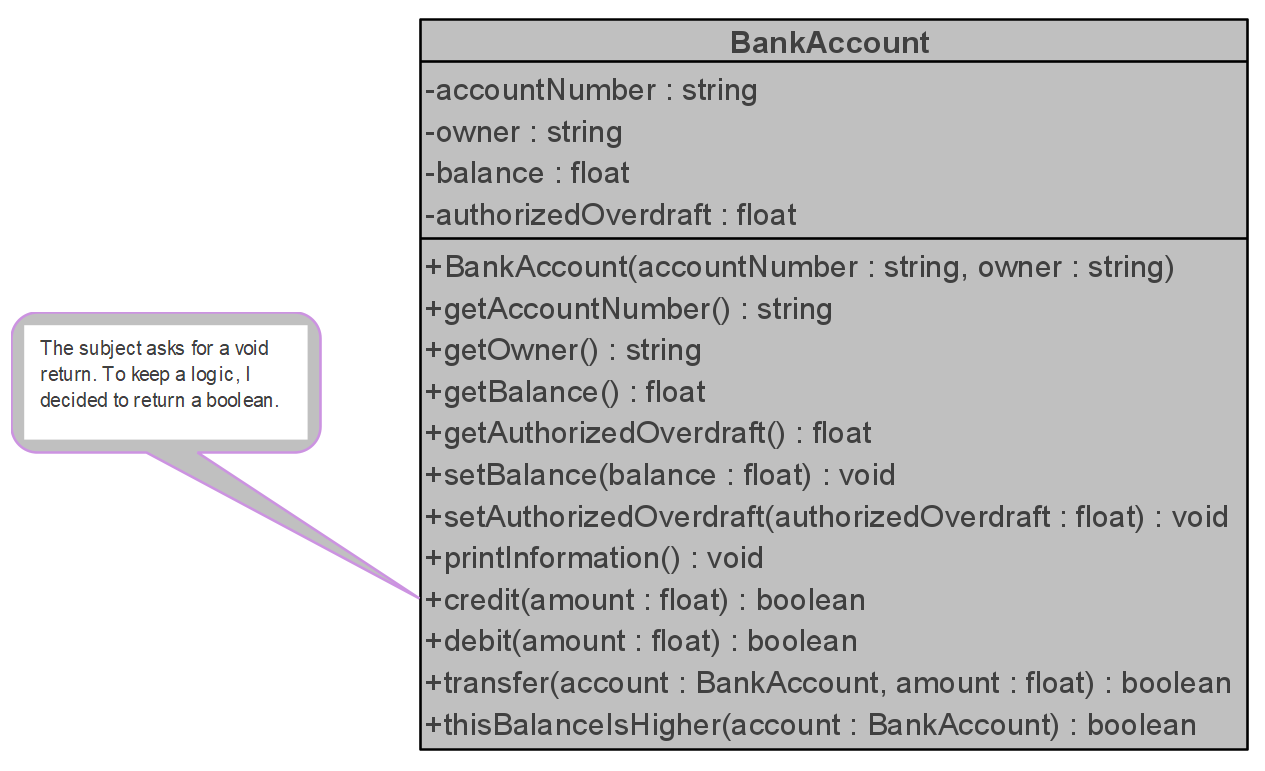 BankAccount
-accountNumber : string
-owner : string
-balance : float
-authorizedOverdraft : float
+BankAccount(accountNumber : string, owner : string)
+getAccountNumber() : string
+getOwner() : string
+getBalance() : float
+getAuthorizedOverdraft() : float
+setBalance(balance : float) : void
+setAuthorizedOverdraft(authorizedOverdraft : float) : void
+printInformation() : void
+credit(amount : float) : boolean
+debit(amount : float) : boolean
+transfer(account : BankAccount, amount : float) : boolean
+thisBalanceIsHigher(account : BankAccount) : boolean
The subject asks for a void
return. To keep a logic, I
decided to return a boolean.